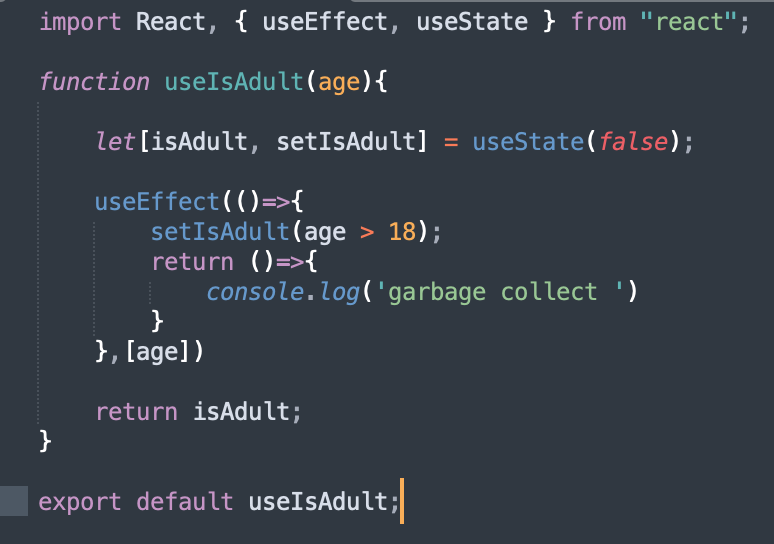 import React, { useEffect, useState } from "react";
function useIsAdult(age){
let[isAdult, setIsAdult] = useState(false);
useEffect(()=>{
setIsAdult(age > 18);
return ()=>{
console.log('garbage collect ')
}
},[age])
return isAdult;
}
export default useIsAdult;